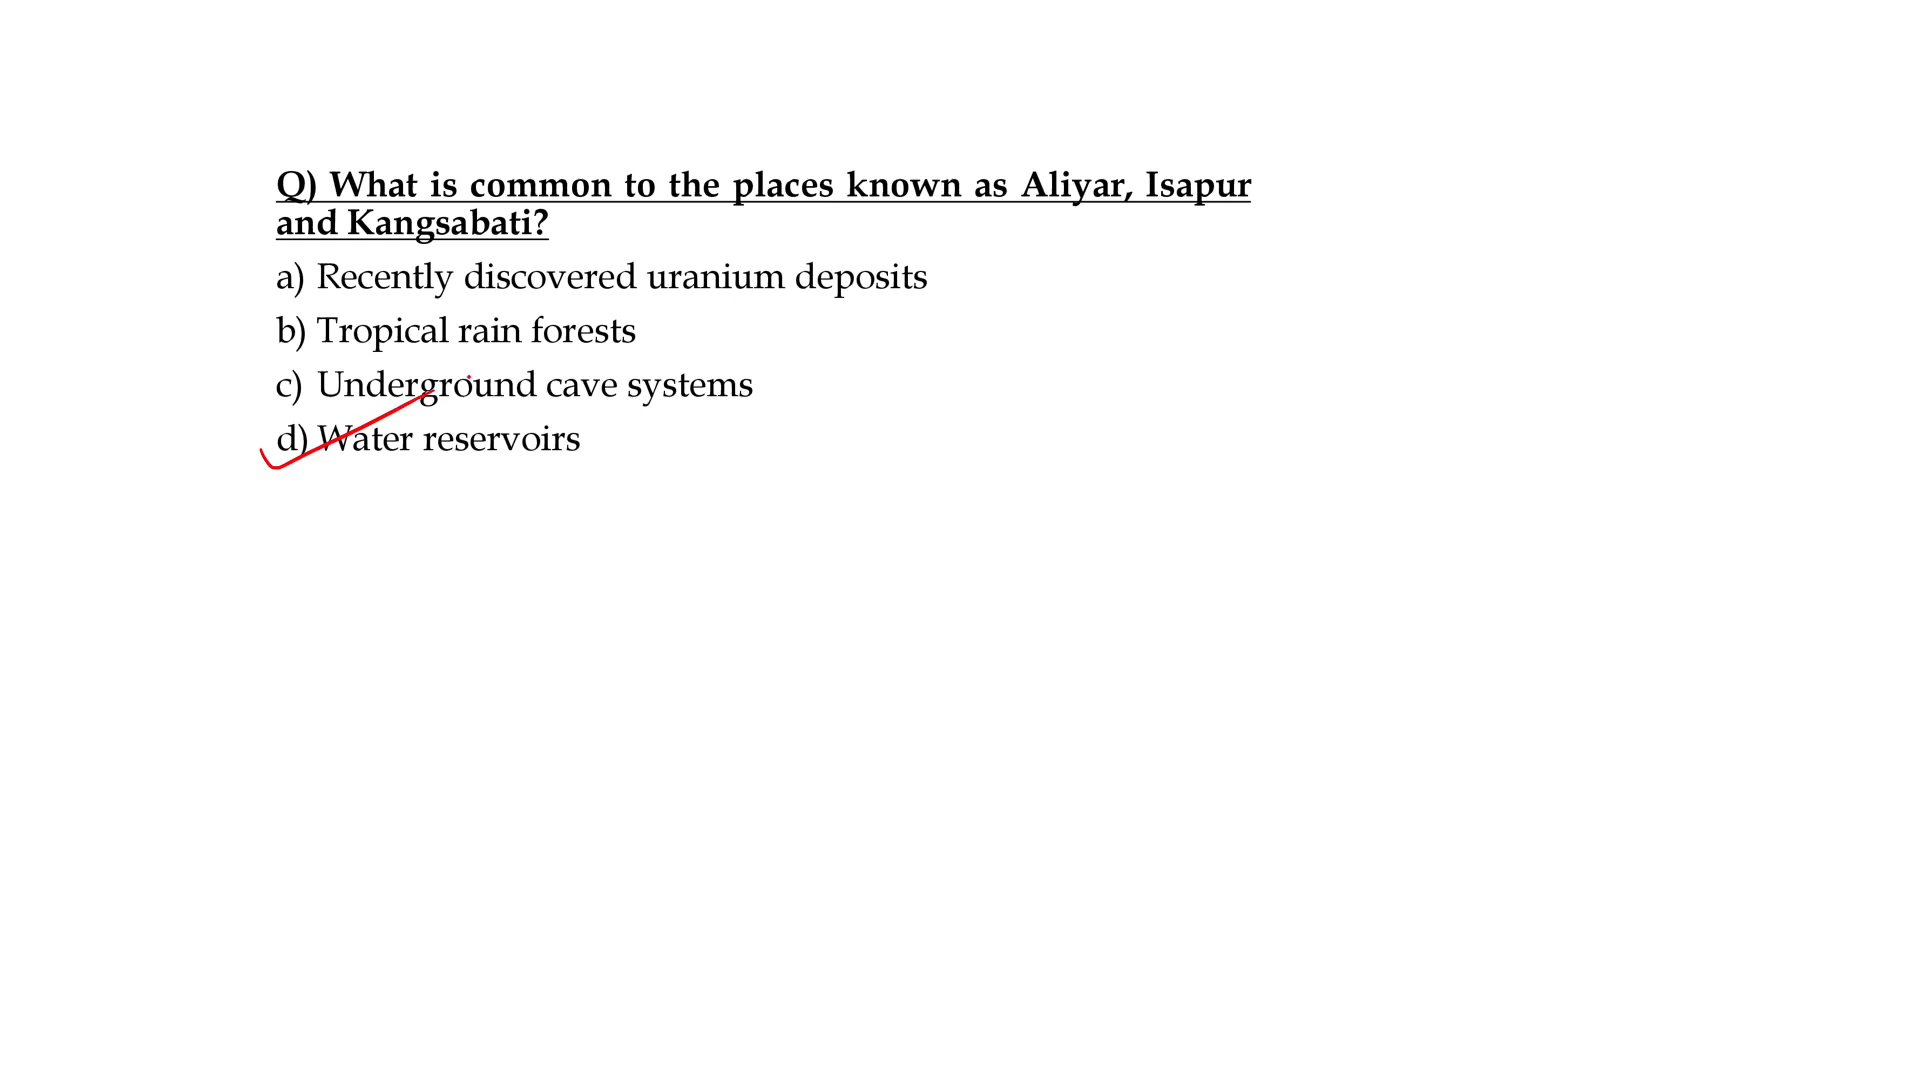 Q) What is common to the places known as Aliyar, Isapur
and Kangsabati?
a) Recently discovered uranium deposits
b) Tropical rain forests
c) Underground cave systems
d) Water reservoirs